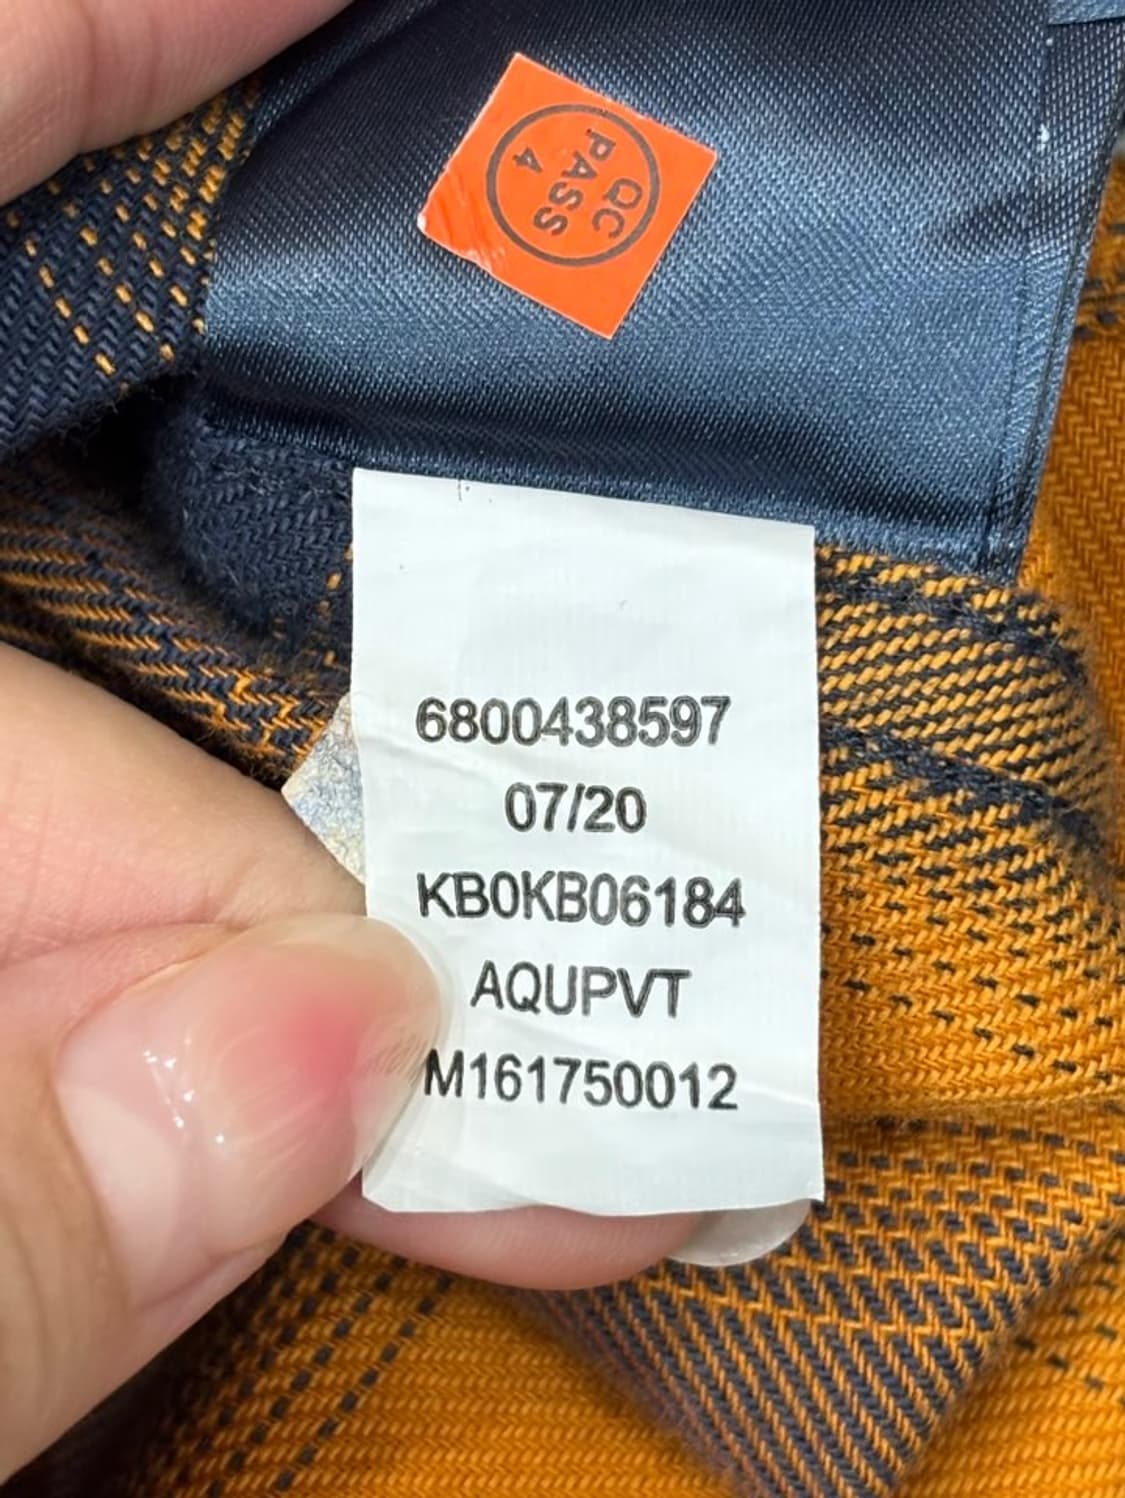 QC
PASS
4
6800438597
07/20
KB0KB06184
AQUPVT
M161750012